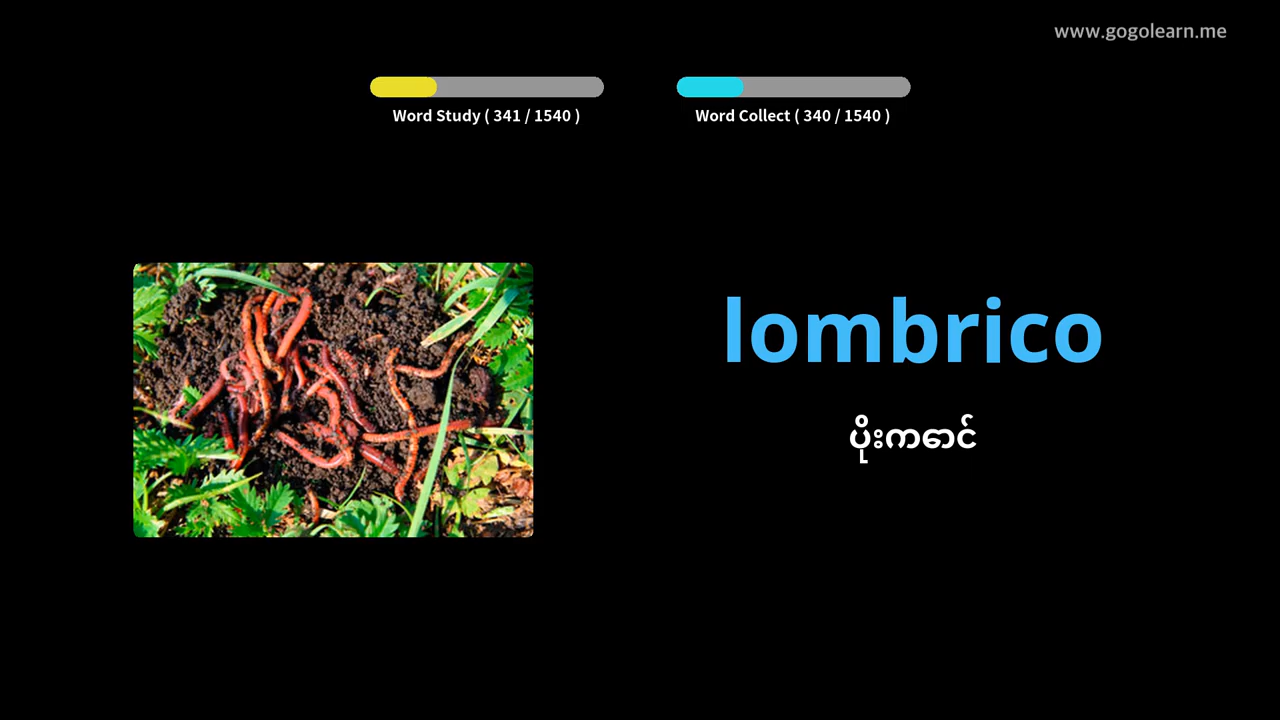 www.gogolearn.me
Word Study ( 341 / 1540 )
Word Collect ( 340 / 1540 )
lombrico
ပိုးကောင်